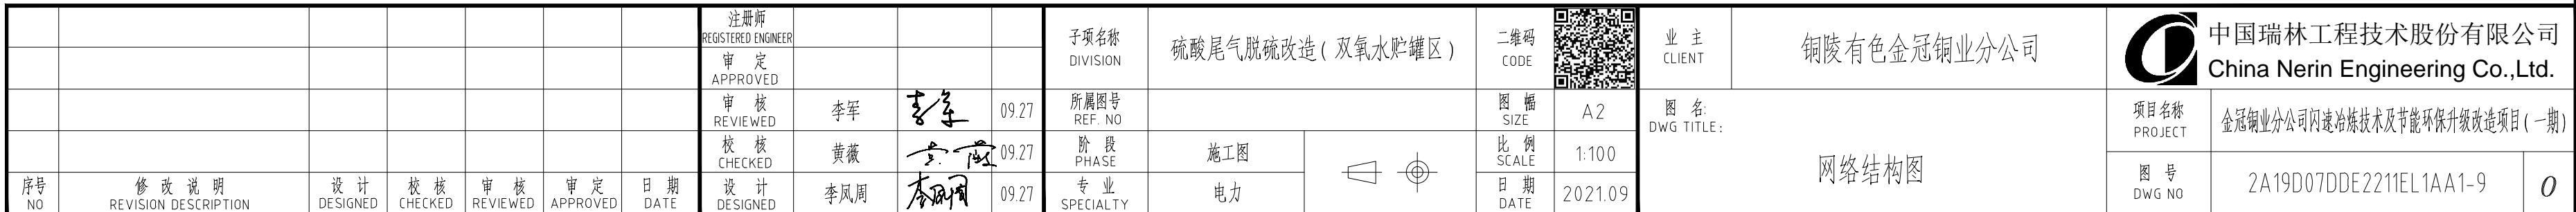 序号
NO
修 改 说 明
REVISION DESCRIPTION
设 计
DESIGNED
校 核
CHECKED
审 核
REVIEWED
审 定
APPROVED
日 期
DATE
注册师
REGISTERED ENGINEER
审 定
APPROVED
审 核
REVIEWED
李军
李军
09.27
校 核
CHECKED
黄薇
黄薇
09.27
设 计
DESIGNED
李凤周
李凤周
09.27
子项名称
DIVISION
硫酸尾气脱硫改造(双氧水贮罐区)
二维码
CODE
所属图号
REF. NO
图 幅
SIZE
A2
阶 段
PHASE
施工图
比 例
SCALE
1:100
专 业
SPECIALTY
电力
日 期
DATE
2021.09
业 主
CLIENT
铜陵有色金冠铜业分公司
图 名:
DWG TITLE:
网络结构图
中国瑞林工程技术股份有限公司
China Nerin Engineering Co.,Ltd.
项目名称
PROJECT
金冠铜业分公司闪速冶炼技术及节能环保升级改造项目(一期)
图 号
DWG NO
2A19D07DDE2211EL1AA1-9
0